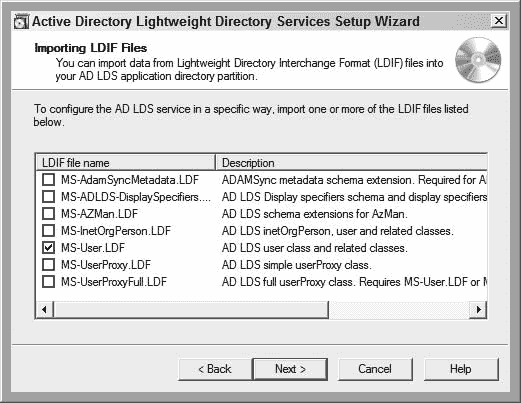 Active Directory Lightweight Directory Services Setup Wizard
Importing LDIF Files
You can import data from Lightweight Directory Interchange Format (LDIF) files into
your AD LDS application directory partition.
To configure the AD LDS service in a specific way, import one or more of the LDIF files listed
below.
LDIF file name Description
MS-AdamSyncMetadata.LDF ADAMSync metadata schema extension. Required for A
MS-ADLDS-DisplaySpecifiers.... AD LDS Display specifiers schema and display specifiers
MS-AZMan.LDF AD LDS schema extensions for AzMan.
MS-InetOrgPerson.LDF AD LDS inetOrgPerson, user and related classes.
MS-User.LDF AD LDS user class and related classes.
MS-UserProxy.LDF AD LDS simple userProxy class.
MS-UserProxyFull.LDF AD LDS full userProxy class. Requires MS-User.LDF or M
< Back Next > Cancel Help